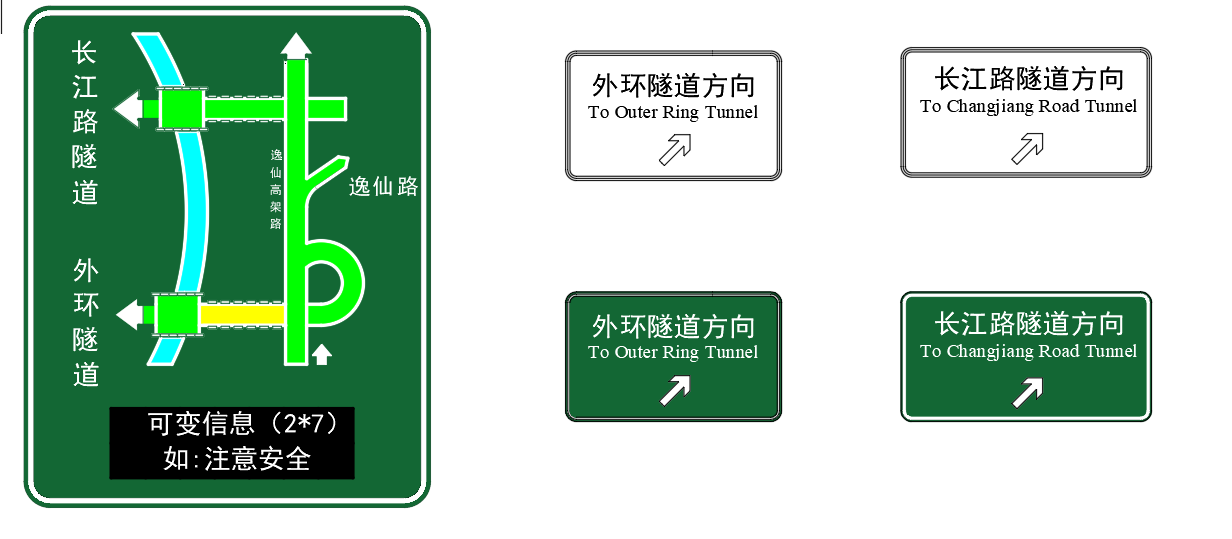 长江路隧道
逸仙高架路
逸仙路
外环隧道
可变信息（2*7）
如:注意安全
外环隧道方向
To Outer Ring Tunnel
长江路隧道方向
To Changjiang Road Tunnel
外环隧道方向
To Outer Ring Tunnel
长江路隧道方向
To Changjiang Road Tunnel